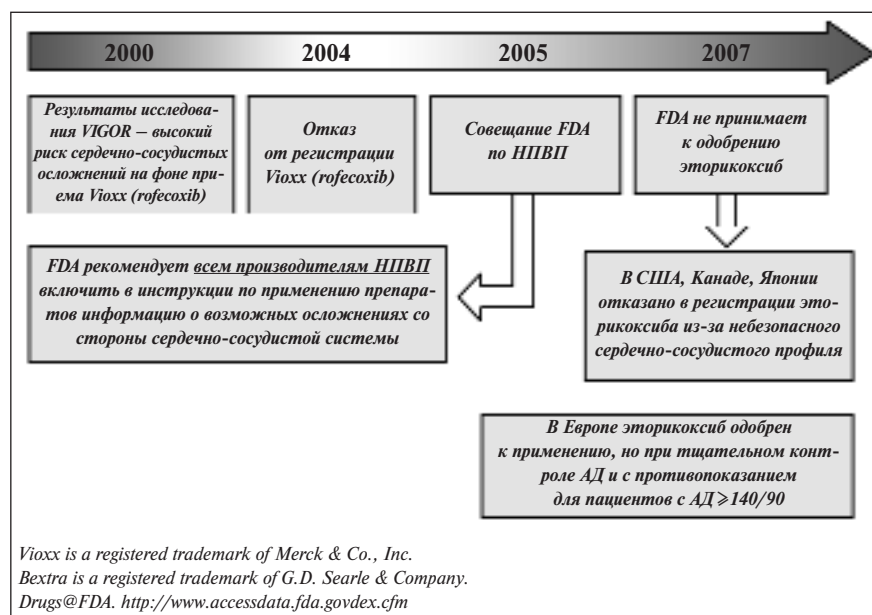 2000 2004 2005 2007
Результаты исследова-
ния VIGOR – высокий
риск сердечно-сосудистых
осложнений на фоне при-
ема Vioxx (rofecoxib)
Отказ
от регистрации
Vioxx (rofecoxib)
Совещание FDA
по НПВП
FDA не принимает
к одобрению
эторикоксиб
FDA рекомендует всем производителям НПВП
включить в инструкции по применению препара-
тов информацию о возможных осложнениях со
стороны сердечно-сосудистой системы
В США, Канаде, Японии
отказано в регистрации это-
рикоксиба из-за небезопасного
сердечно-сосудистого профиля
В Европе эторикоксиб одобрен
к применению, но при тщательном конт-
роле АД и с противопоказанием
для пациентов с АД ⩾140/90
Vioxx is a registered trademark of Merck & Co., Inc.
Bextra is a registered trademark of G.D. Searle & Company.
Drugs@FDA. http://www.accessdata.fda.govdex.cfm